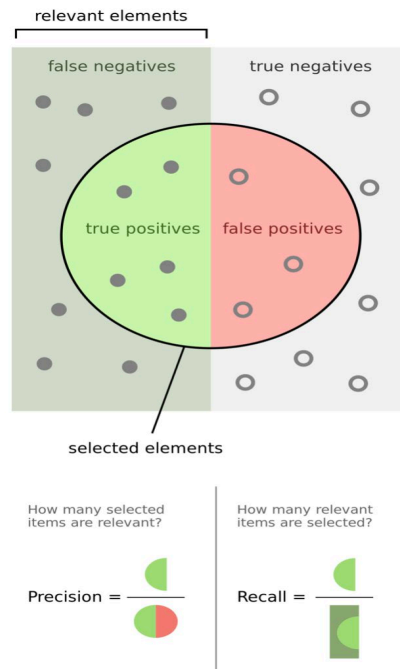 relevant elements
false negatives
true negatives
true positives
false positives
selected elements
How many selected
items are relevant?
How many relevant
items are selected?
Precision =
Recall =